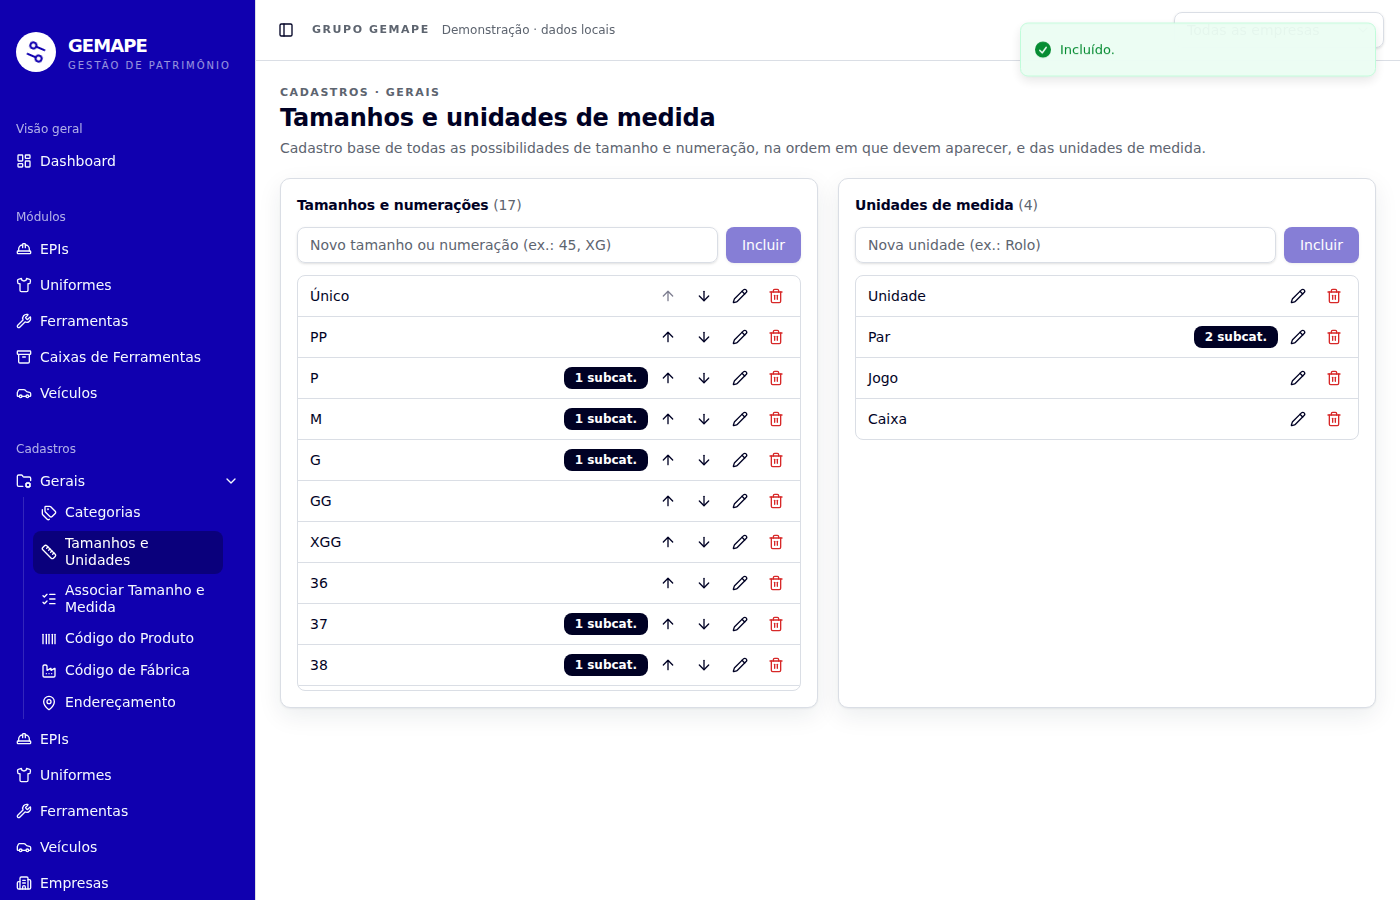 GEMAPE
GESTÃO DE PATRIMÔNIO
Visão geral
Dashboard
Módulos
EPIs
Uniformes
Ferramentas
Caixas de Ferramentas
Veículos
Cadastros
Gerais
Categorias
Tamanhos e
Unidades
Associar Tamanho e
Medida
Código do Produto
Código de Fábrica
Endereçamento
EPIs
Uniformes
Ferramentas
Veículos
Empresas
GRUPO GEMAPE Demonstração · dados locais
Todas as empresas
Incluído.
CADASTROS · GERAIS
Tamanhos e unidades de medida
Cadastro base de todas as possibilidades de tamanho e numeração, na ordem em que devem aparecer, e das unidades de medida.
Tamanhos e numerações (17)
Novo tamanho ou numeração (ex.: 45, XG) Incluir
Único
PP
P 1 subcat.
M 1 subcat.
G 1 subcat.
GG
XGG
36
37 1 subcat.
38 1 subcat.
Unidades de medida (4)
Nova unidade (ex.: Rolo) Incluir
Unidade
Par 2 subcat.
Jogo
Caixa